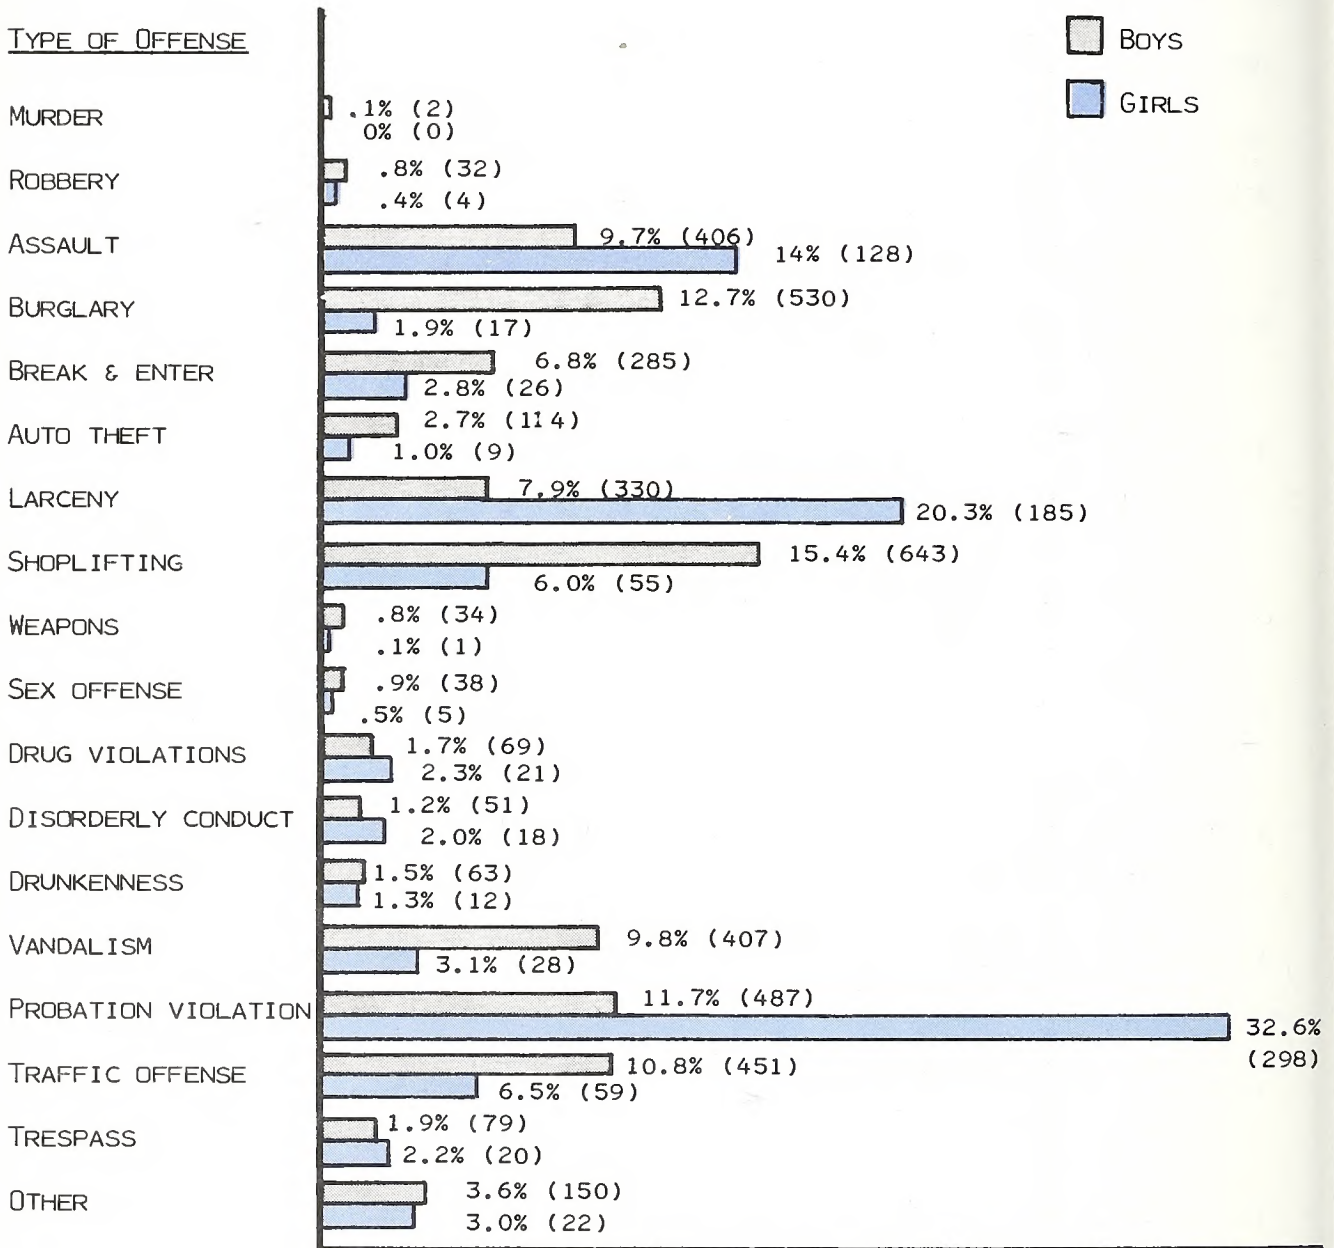 TYPE OF OFFENSE
BOYS
GIRLS
MURDER
.1% (2)
0% (0)
ROBBERY
.8% (32)
.4% (4)
ASSAULT
9.7% (406)
14% (128)
BURGLARY
12.7% (530)
1.9% (17)
BREAK & ENTER
6.8% (285)
2.8% (26)
AUTO THEFT
2.7% (114)
1.0% (9)
LARCENY
7.9% (330)
20.3% (185)
SHOPLIFTING
15.4% (643)
6.0% (55)
WEAPONS
.8% (34)
.1% (1)
SEX OFFENSE
.9% (38)
.5% (5)
DRUG VIOLATIONS
1.7% (69)
2.3% (21)
DISORDERLY CONDUCT
1.2% (51)
2.0% (18)
DRUNKENNESS
1.5% (63)
1.3% (12)
VANDALISM
9.8% (407)
3.1% (28)
PROBATION VIOLATION
11.7% (487)
32.6%
(298)
TRAFFIC OFFENSE
10.8% (451)
6.5% (59)
TRESPASS
1.9% (79)
2.2% (20)
OTHER
3.6% (150)
3.0% (22)